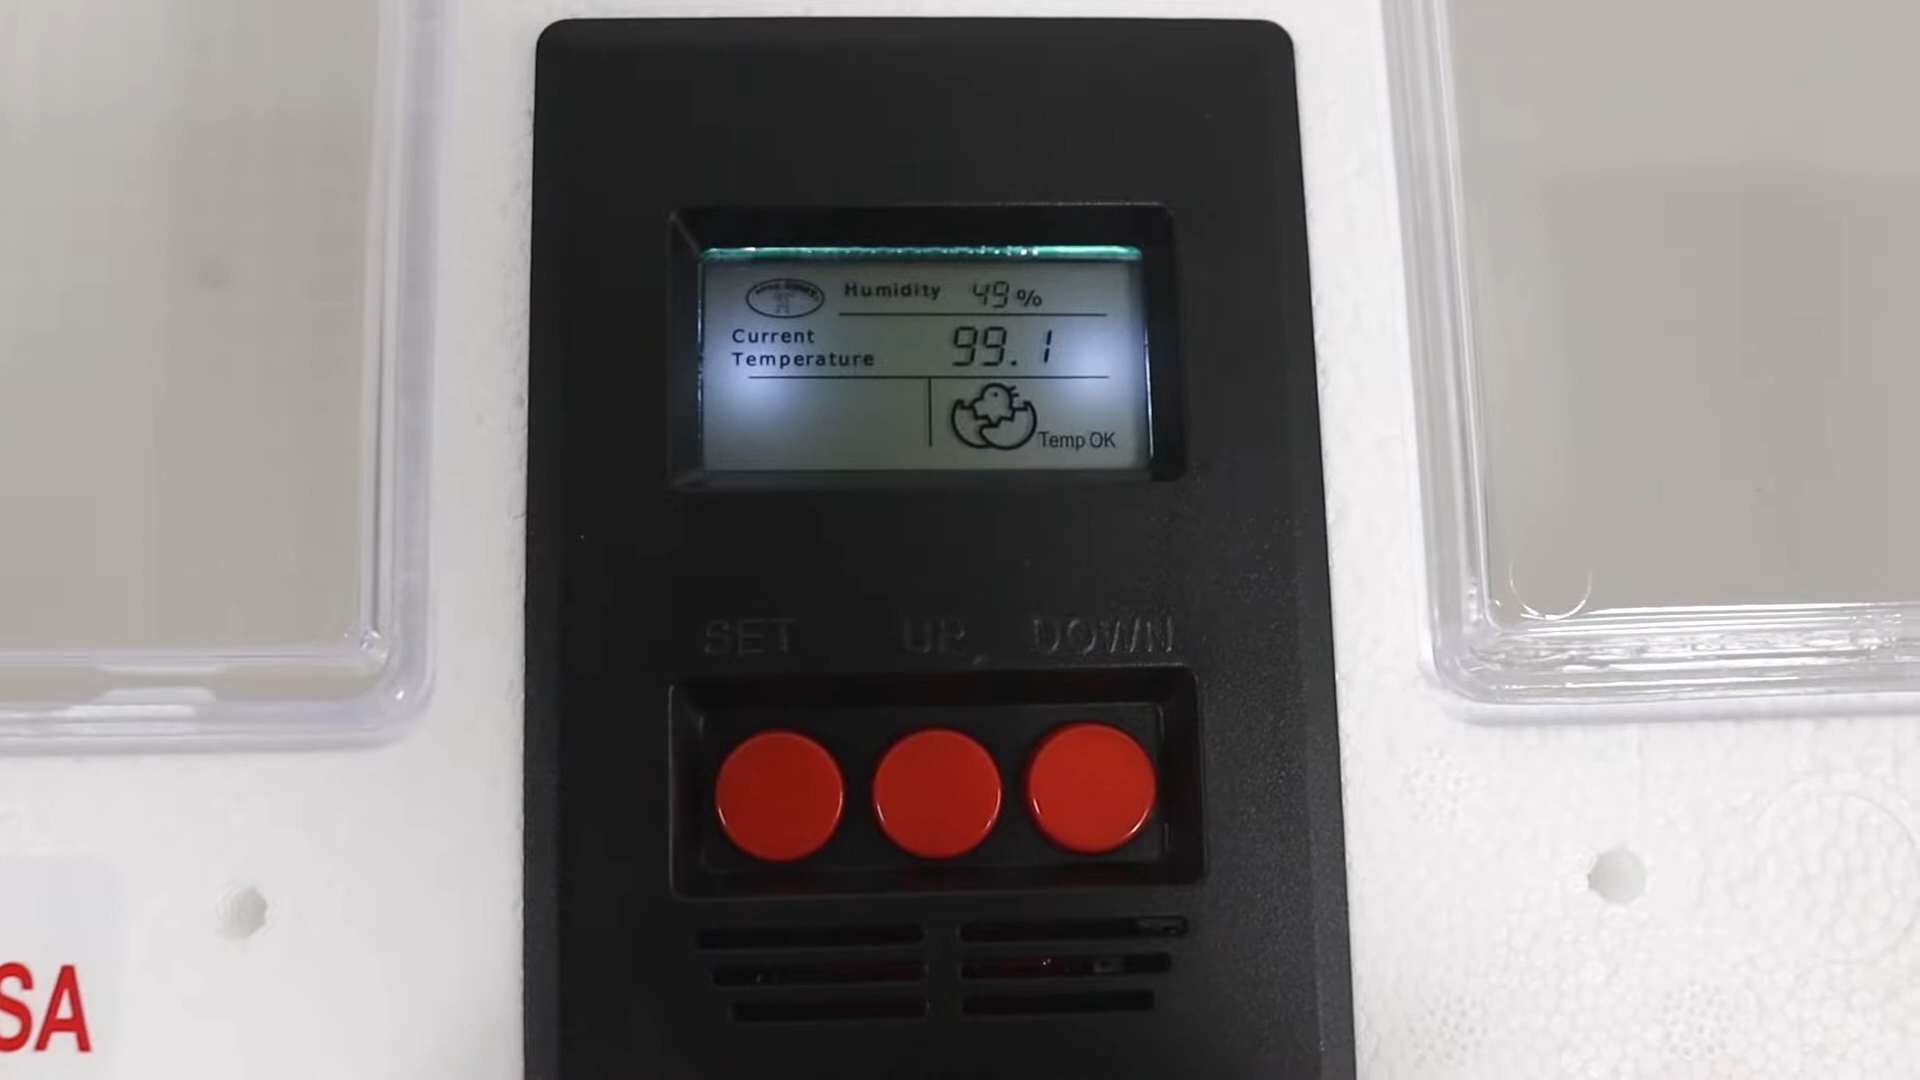 Humidity 49%
Current
Temperature
99.1
Temp OK
SET UP DOWN
SA